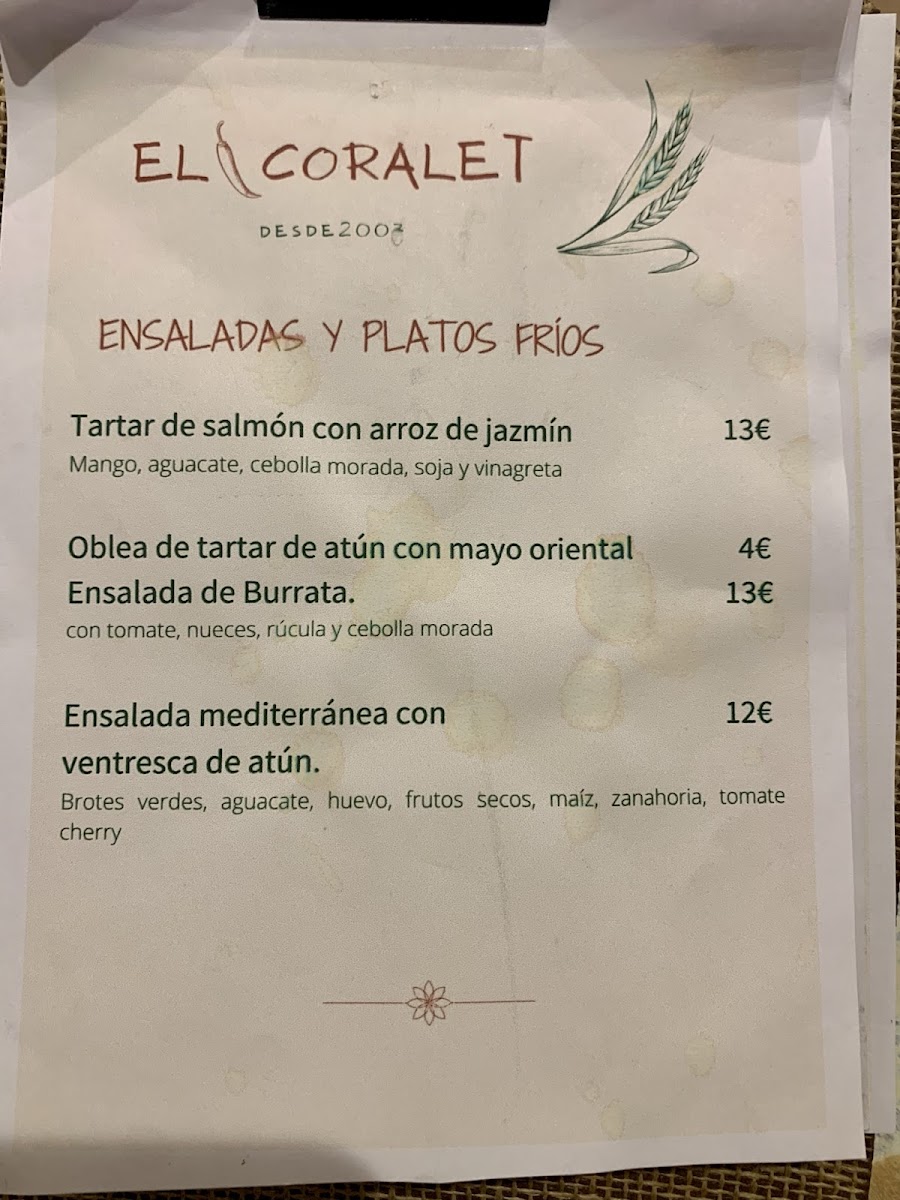 EL CORALET
DESDE2003
ENSALADAS Y PLATOS FRÍOS
Tartar de salmón con arroz de jazmín 13€
Mango, aguacate, cebolla morada, soja y vinagreta
Oblea de tartar de atún con mayo oriental 4€
Ensalada de Burrata. 13€
con tomate, nueces, rúcula y cebolla morada
Ensalada mediterránea con 12€
ventresca de atún.
Brotes verdes, aguacate, huevo, frutos secos, maíz, zanahoria, tomate
cherry